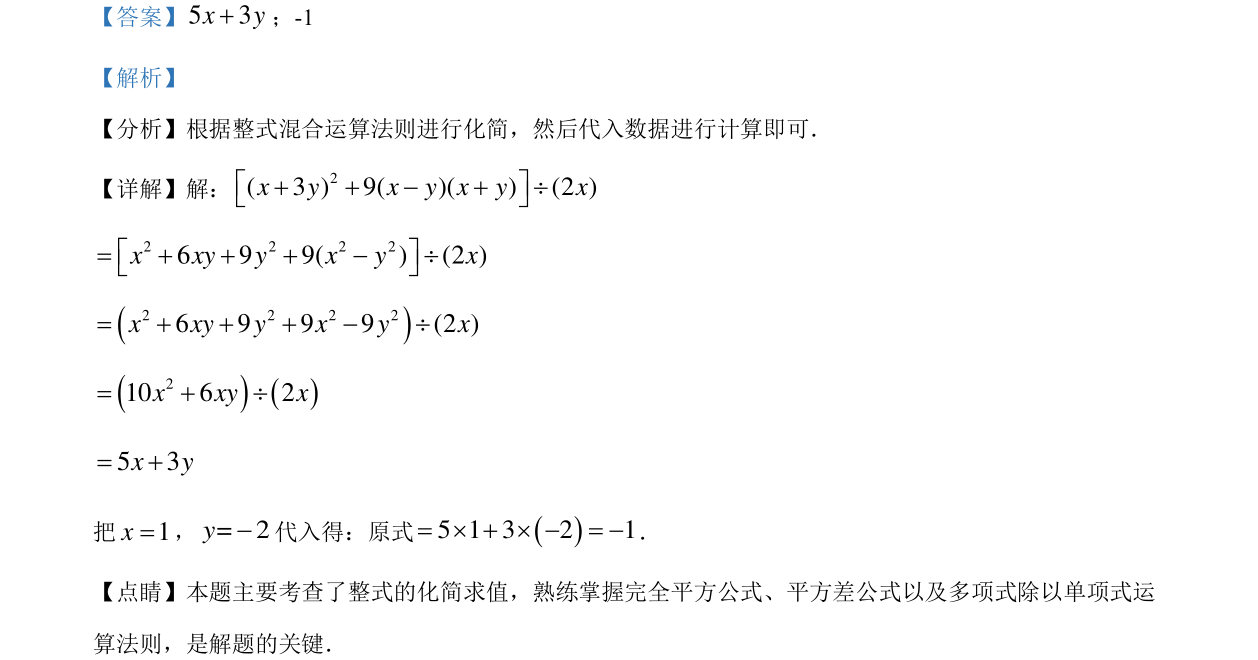 【答案】5x+3y；-1
【解析】
【分析】根据整式混合运算法则进行化简，然后代入数据进行计算即可．
【详解】解：[(x+3y)²+9(x−y)(x+y)]÷(2x)
=[x²+6xy+9y²+9(x²−y²)]÷(2x)
=(x²+6xy+9y²+9x²−9y²)÷(2x)
=(10x²+6xy)÷(2x)
=5x+3y
把x=1，y=−2代入得：原式=5×1+3×(−2)=−1．
【点睛】本题主要考查了整式的化简求值，熟练掌握完全平方公式、平方差公式以及多项式除以单项式运
算法则，是解题的关键．